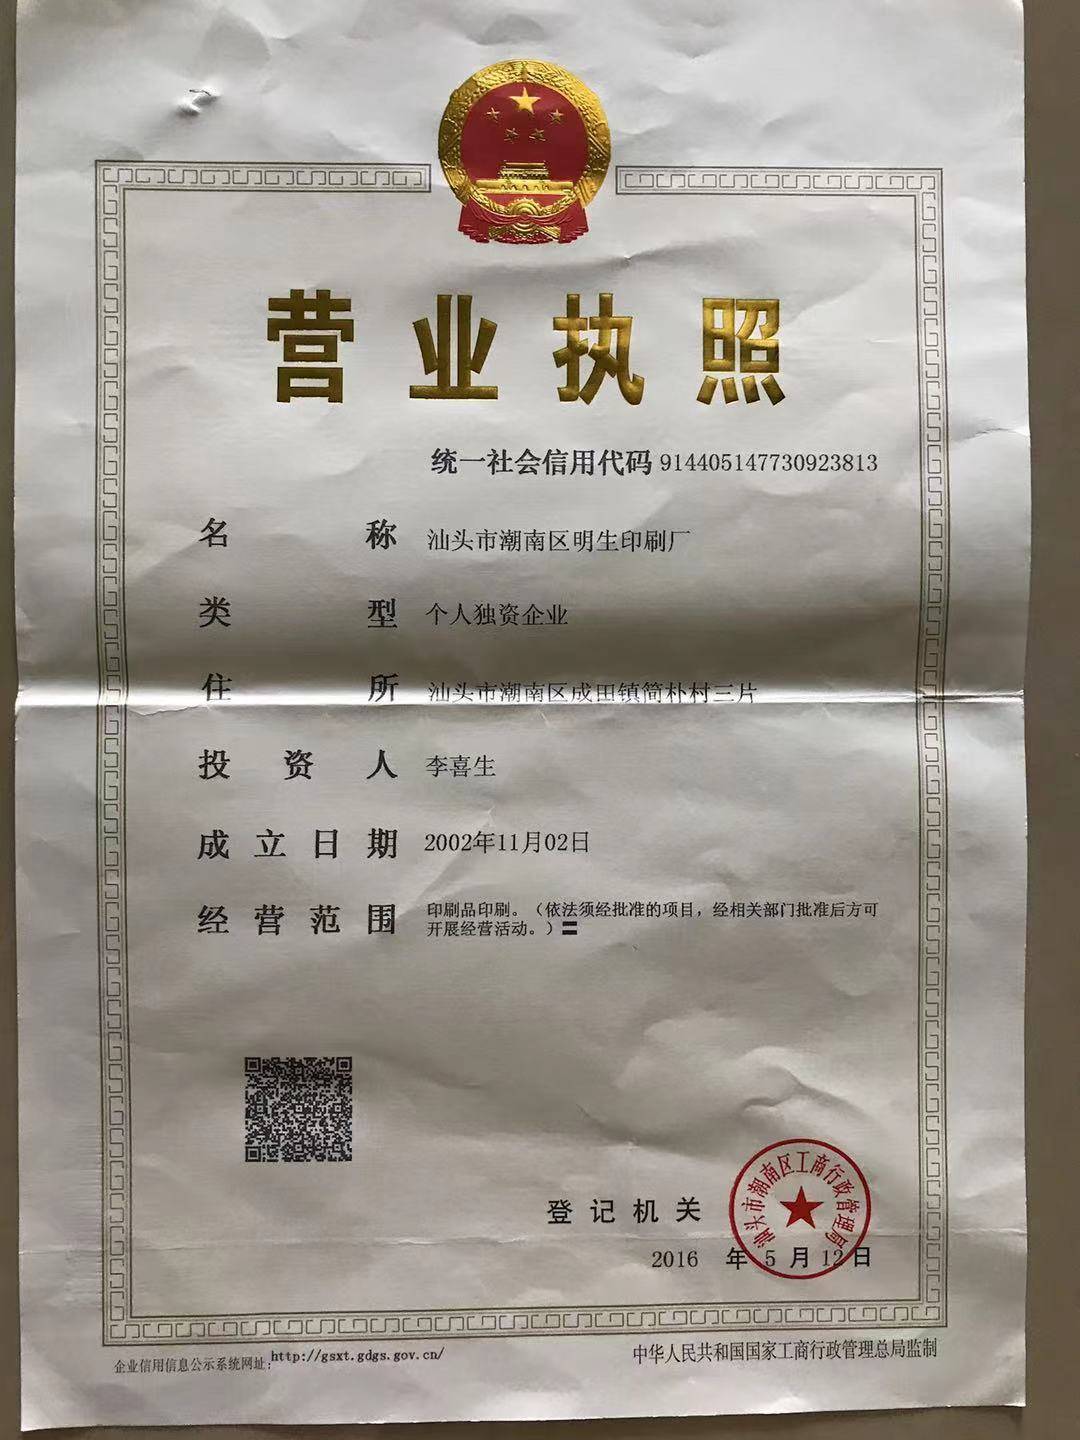 营业执照
统一社会信用代码 914405147730923813
名称 汕头市潮南区明生印刷厂
类型 个人独资企业
住所 汕头市潮南区成田镇简朴村三片
投资人 李喜生
成立日期 2002年11月02日
经营范围 印刷品印刷。（依法须经批准的项目，经相关部门批准后方可
开展经营活动。）
汕头市潮南区工商行政管理局
登记机关
2016 年 5 月 12 日
企业信用信息公示系统网址：http://gsxt.gdgs.gov.cn/
中华人民共和国国家工商行政管理总局监制